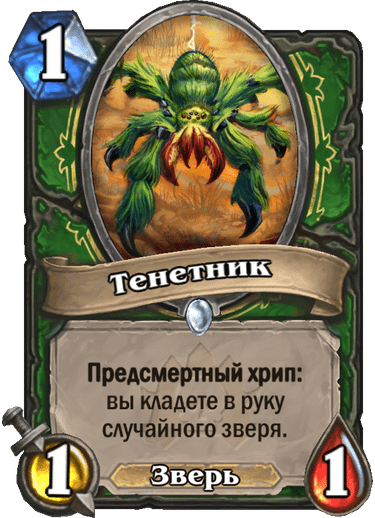 1
Тенетник
Предсмертный хрип:
вы кладете в руку
случайного зверя.
1
Зверь
1